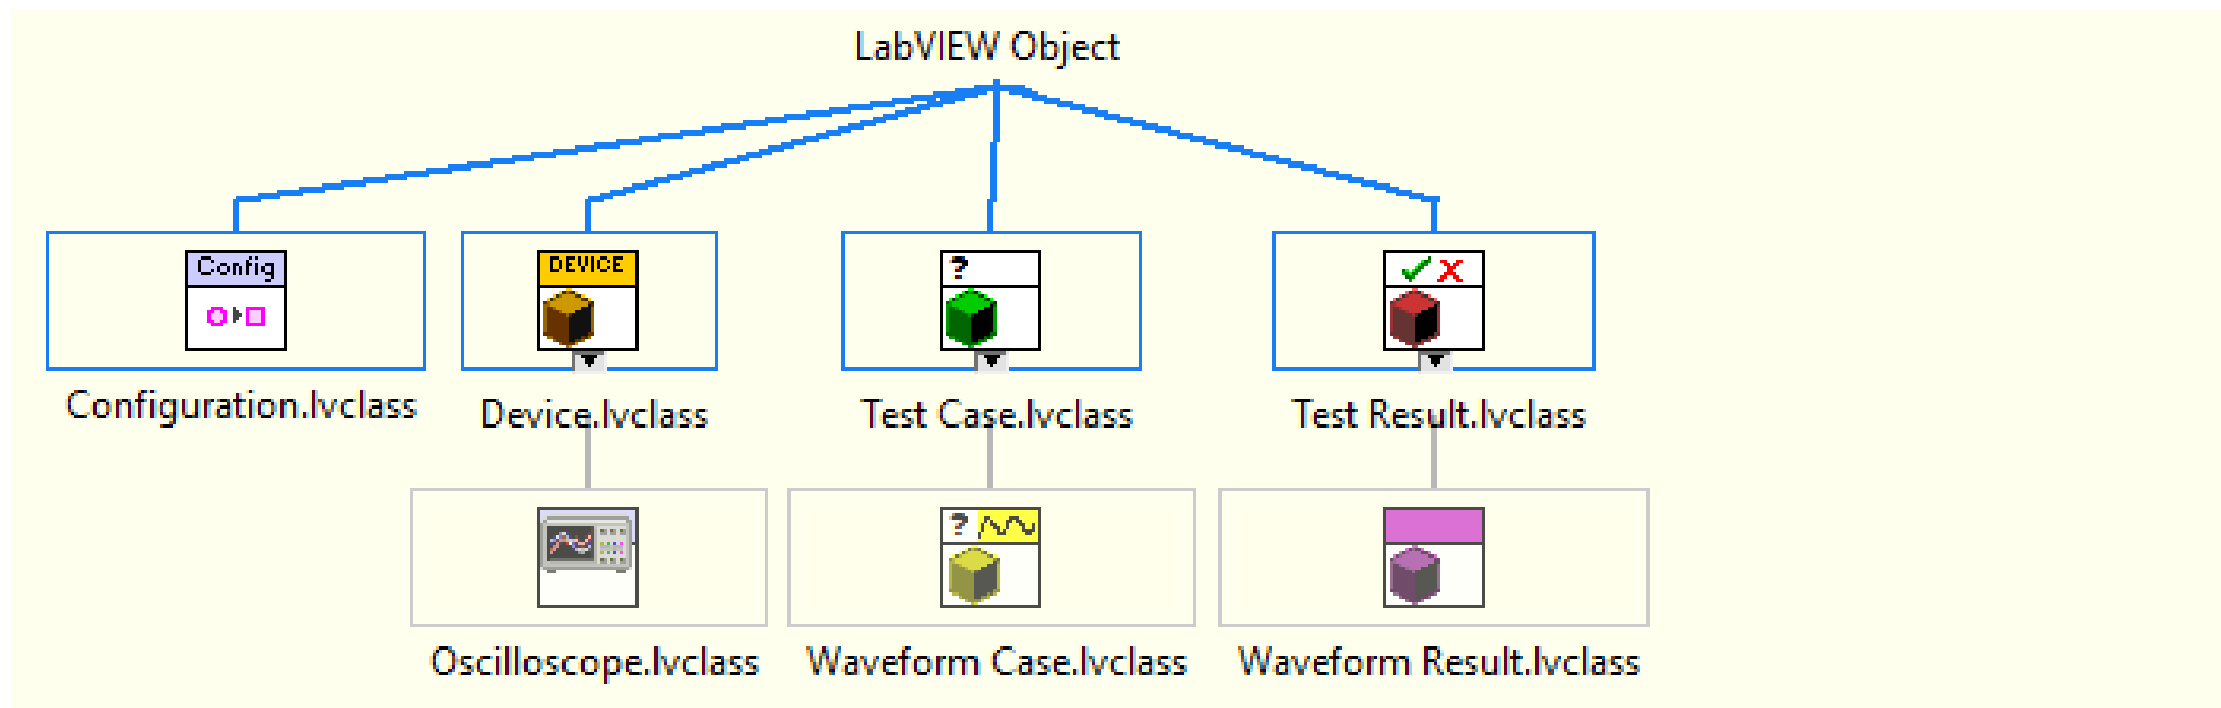 LabVIEW Object
Config
DEVICE
?
Configuration.lvclass
Device.lvclass
Test Case.lvclass
Test Result.lvclass
?
Oscilloscope.lvclass
Waveform Case.lvclass
Waveform Result.lvclass